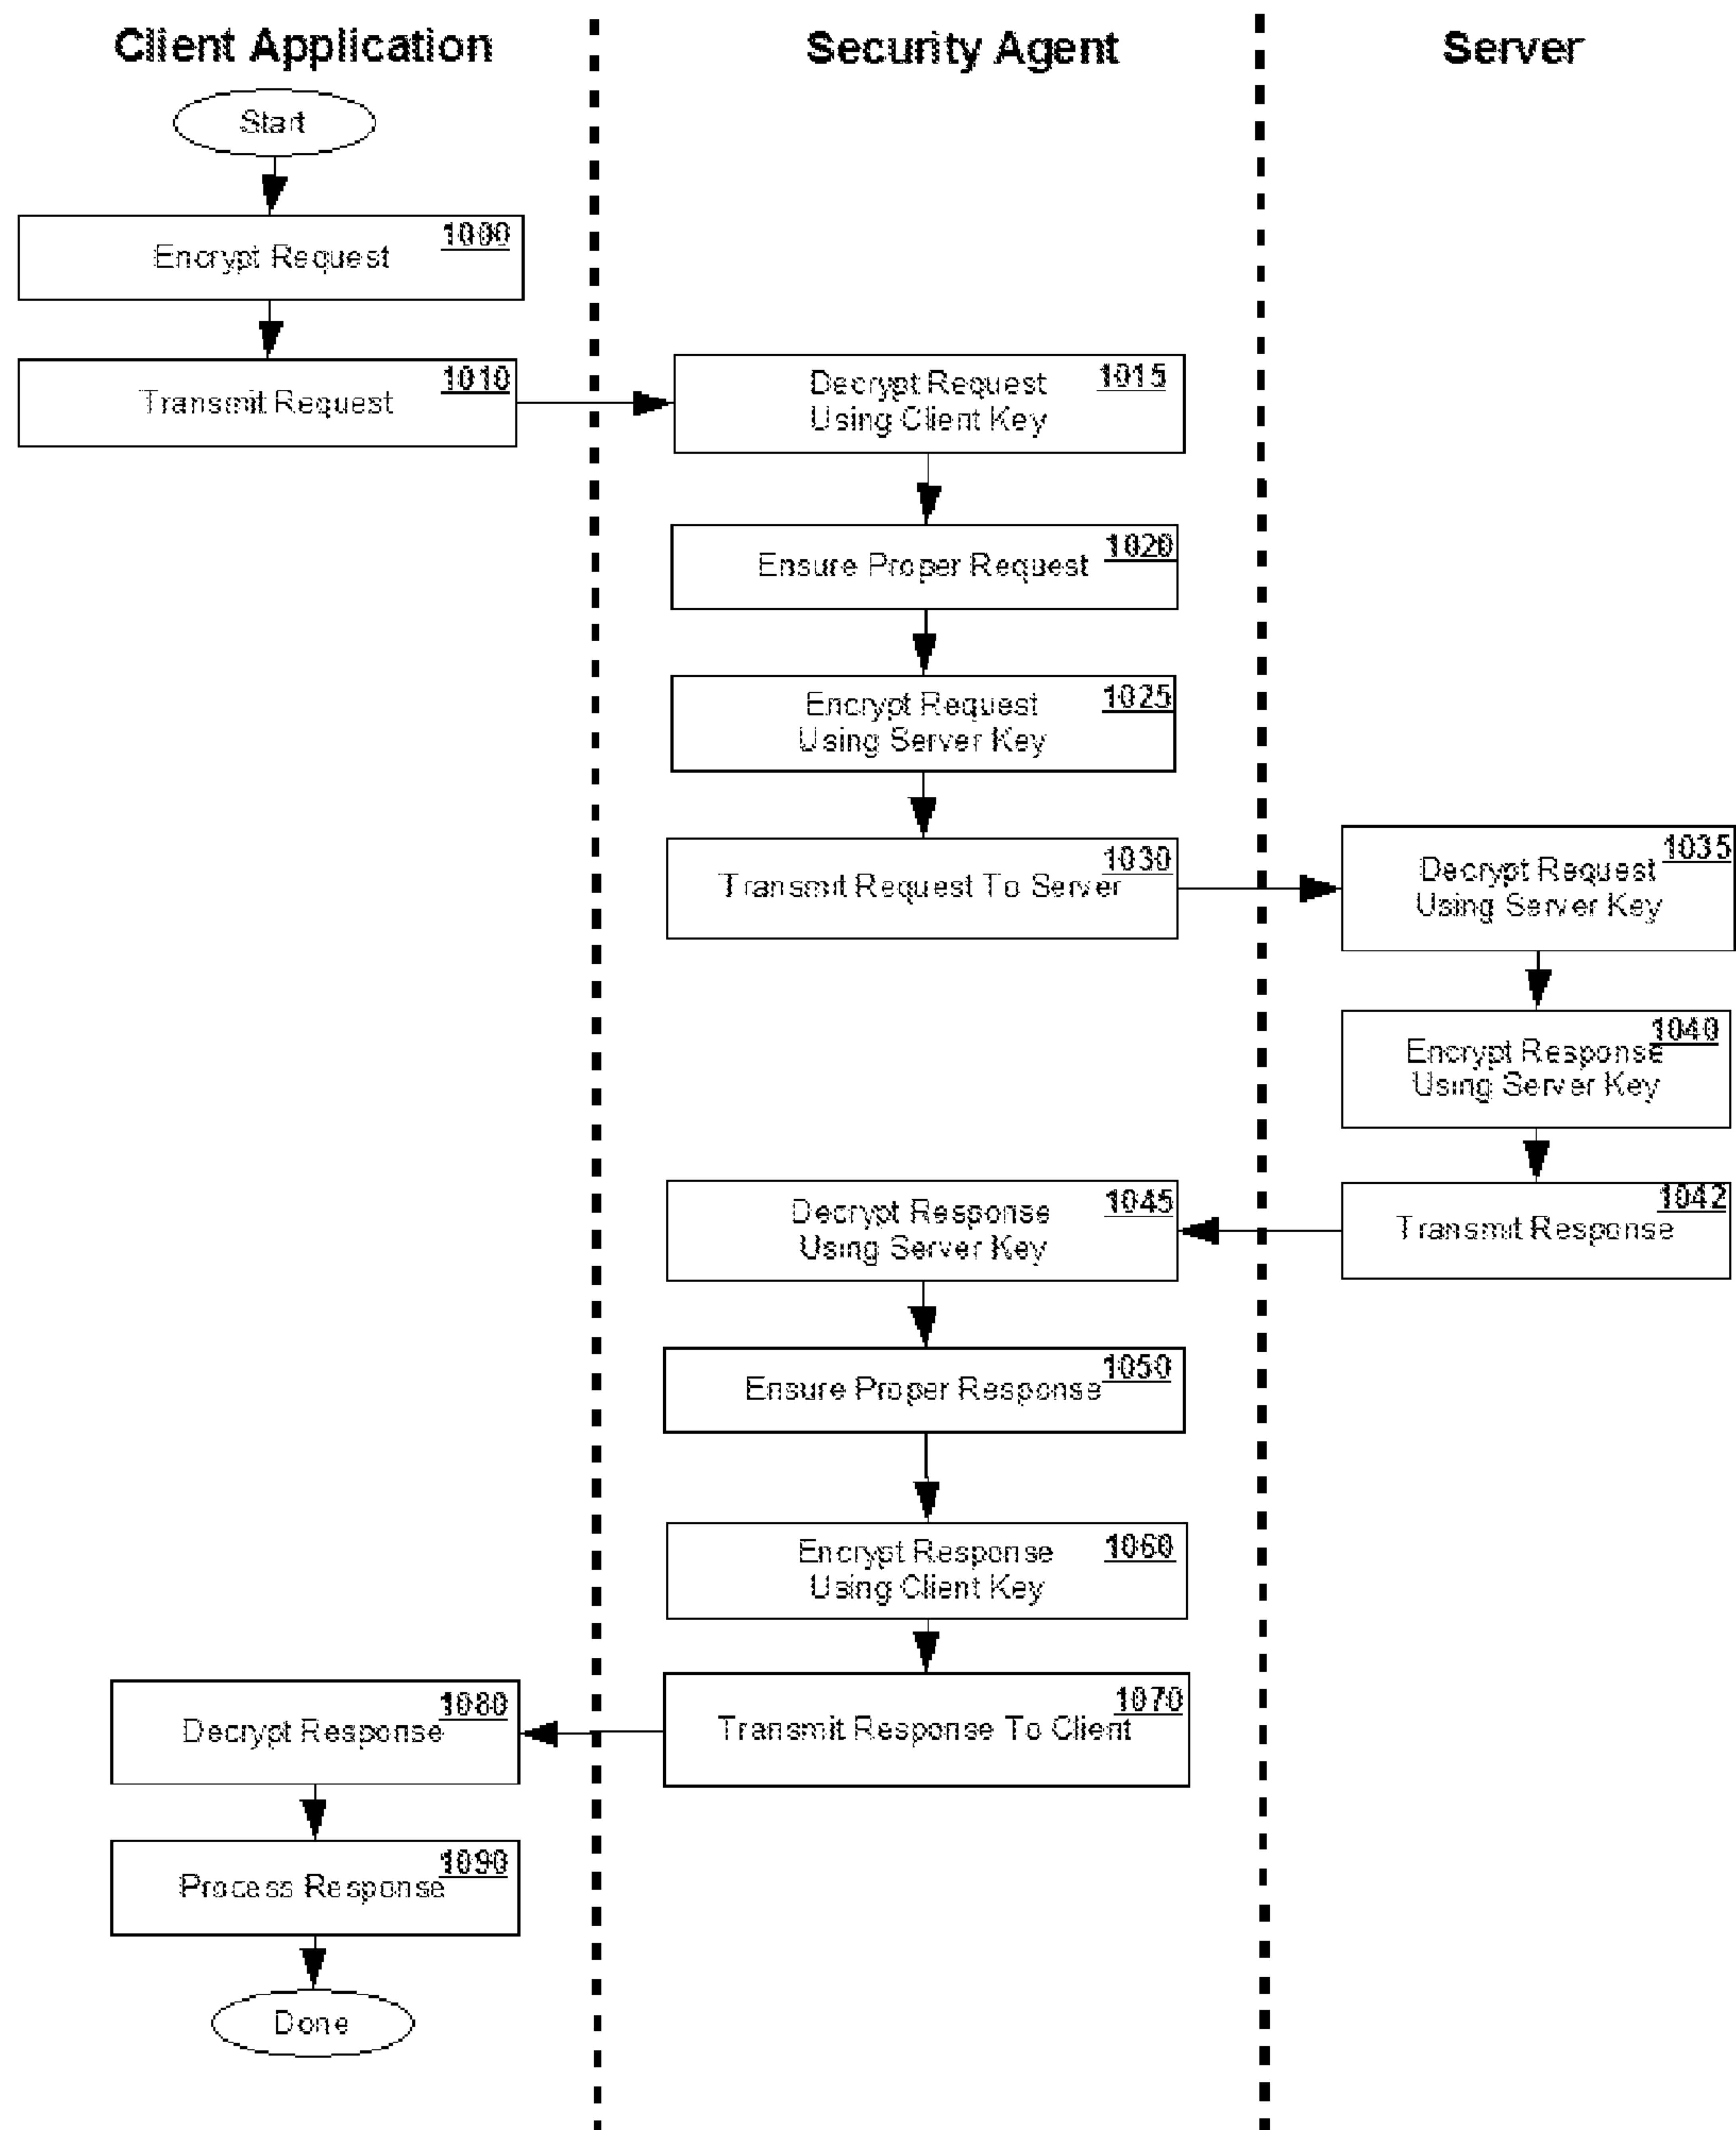 Client Application
Security Agent
Server
Start
1000
Encrypt Request
1010
Transmit Request
1015
Decrypt Request
Using Client Key
1020
Ensure Proper Request
1025
Encrypt Request
Using Server Key
1030
Transmit Request To Server
1035
Decrypt Request
Using Server Key
1040
Encrypt Response
Using Server Key
1042
Transmit Response
1045
Decrypt Response
Using Server Key
1050
Ensure Proper Response
1060
Encrypt Response
Using Client Key
1070
Transmit Response To Client
1080
Decrypt Response
1090
Process Response
Done